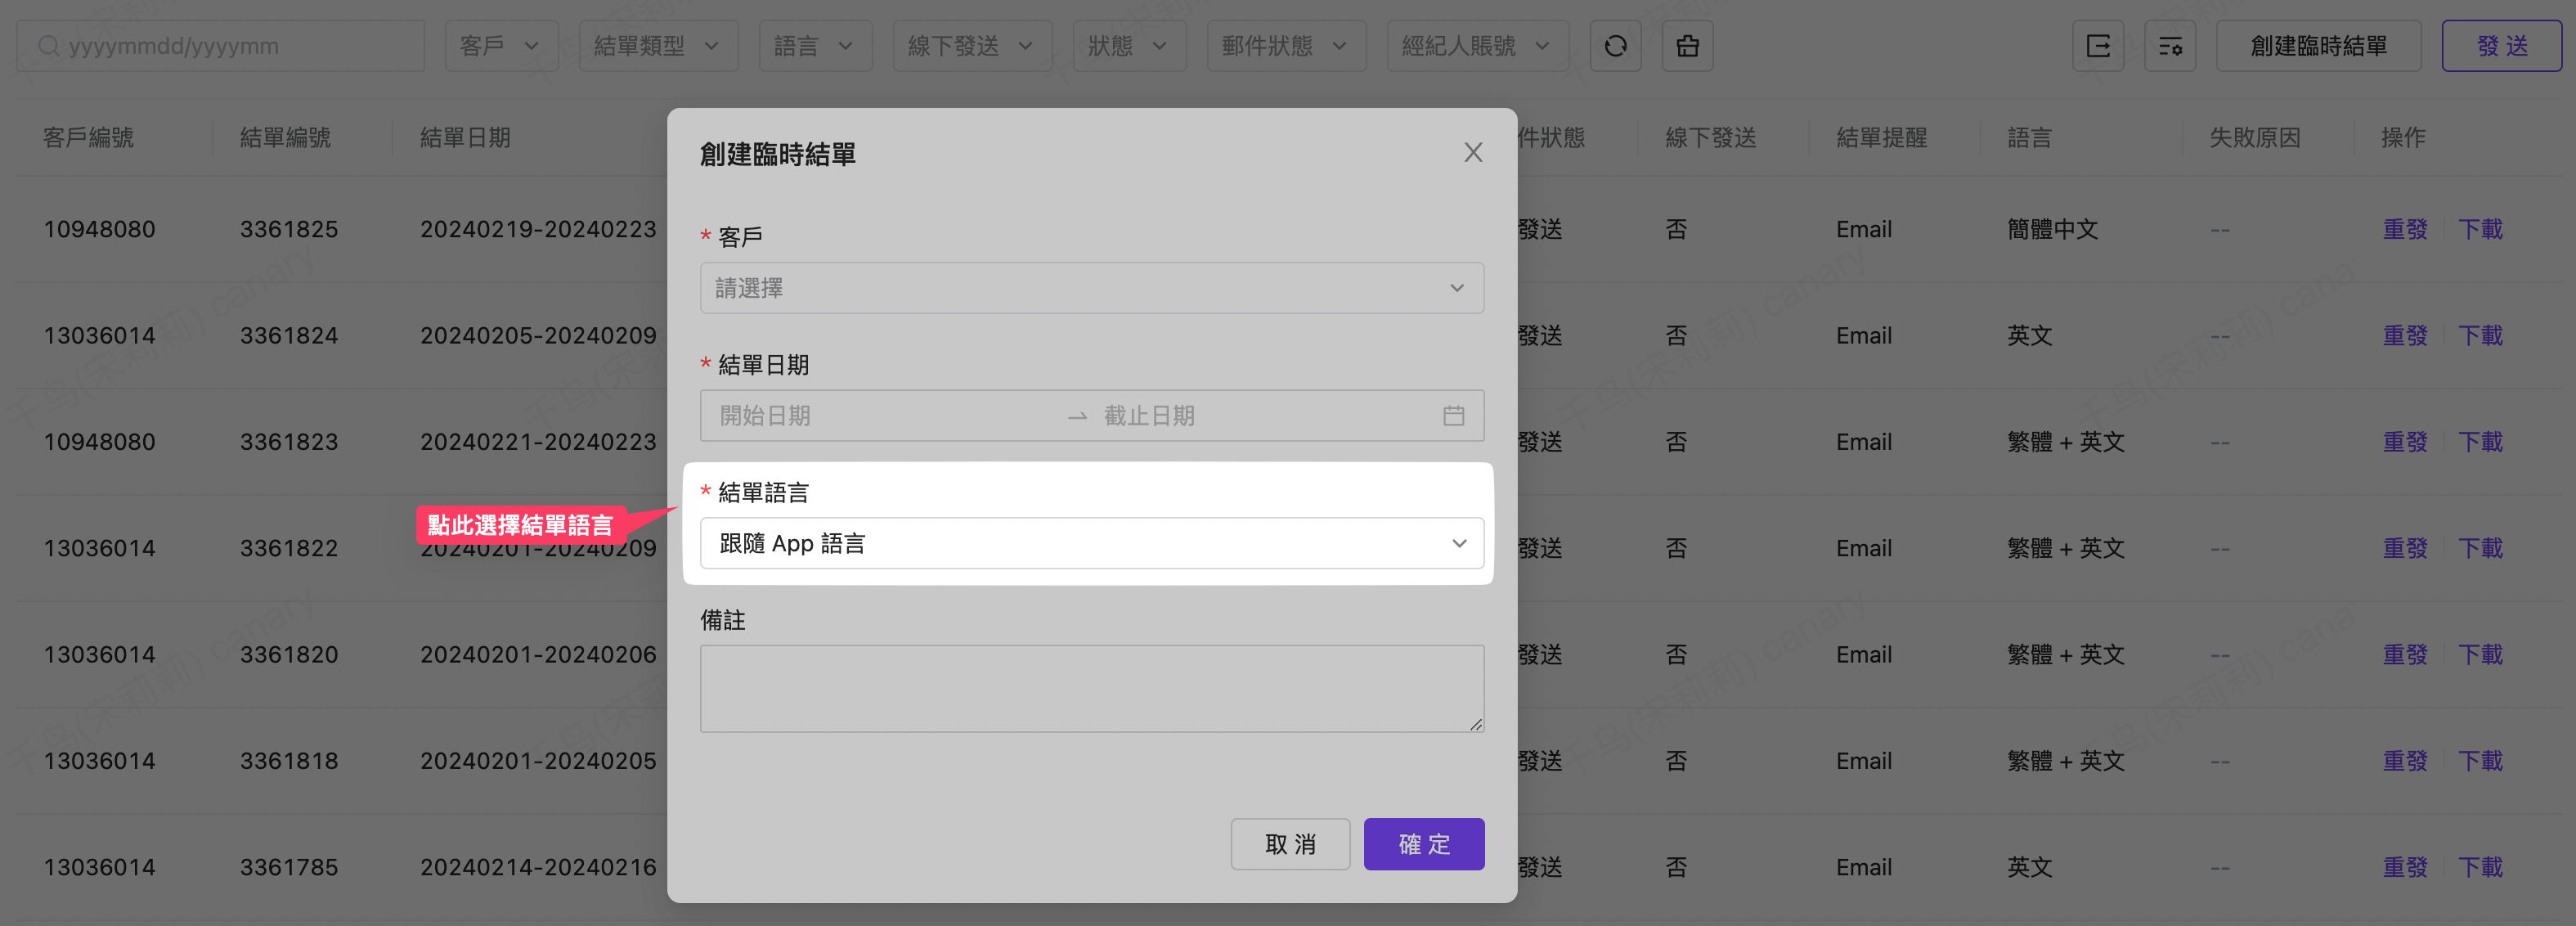 yyyymmdd/yyyymm 客戶 結單類型 語言 線下發送 狀態 郵件狀態 經紀人賬號 創建臨時結單 發送
客戶編號 結單編號 結單日期 件狀態 線下發送 結單提醒 語言 失敗原因 操作
10948080 3361825 20240219-20240223 發送 否 Email 簡體中文 -- 重發 下載
13036014 3361824 20240205-20240209 發送 否 Email 英文 -- 重發 下載
10948080 3361823 20240221-20240223 發送 否 Email 繁體 + 英文 -- 重發 下載
13036014 3361822 20240201-20240209 發送 否 Email 繁體 + 英文 -- 重發 下載
13036014 3361820 20240201-20240206 發送 否 Email 繁體 + 英文 -- 重發 下載
13036014 3361818 20240201-20240205 發送 否 Email 繁體 + 英文 -- 重發 下載
13036014 3361785 20240214-20240216 發送 否 Email 英文 -- 重發 下載
創建臨時結單
* 客戶
請選擇
* 結單日期
開始日期 → 截止日期
* 結單語言
點此選擇結單語言
跟隨 App 語言
備註
取消 確定
千鸟(宋莉莉) canary